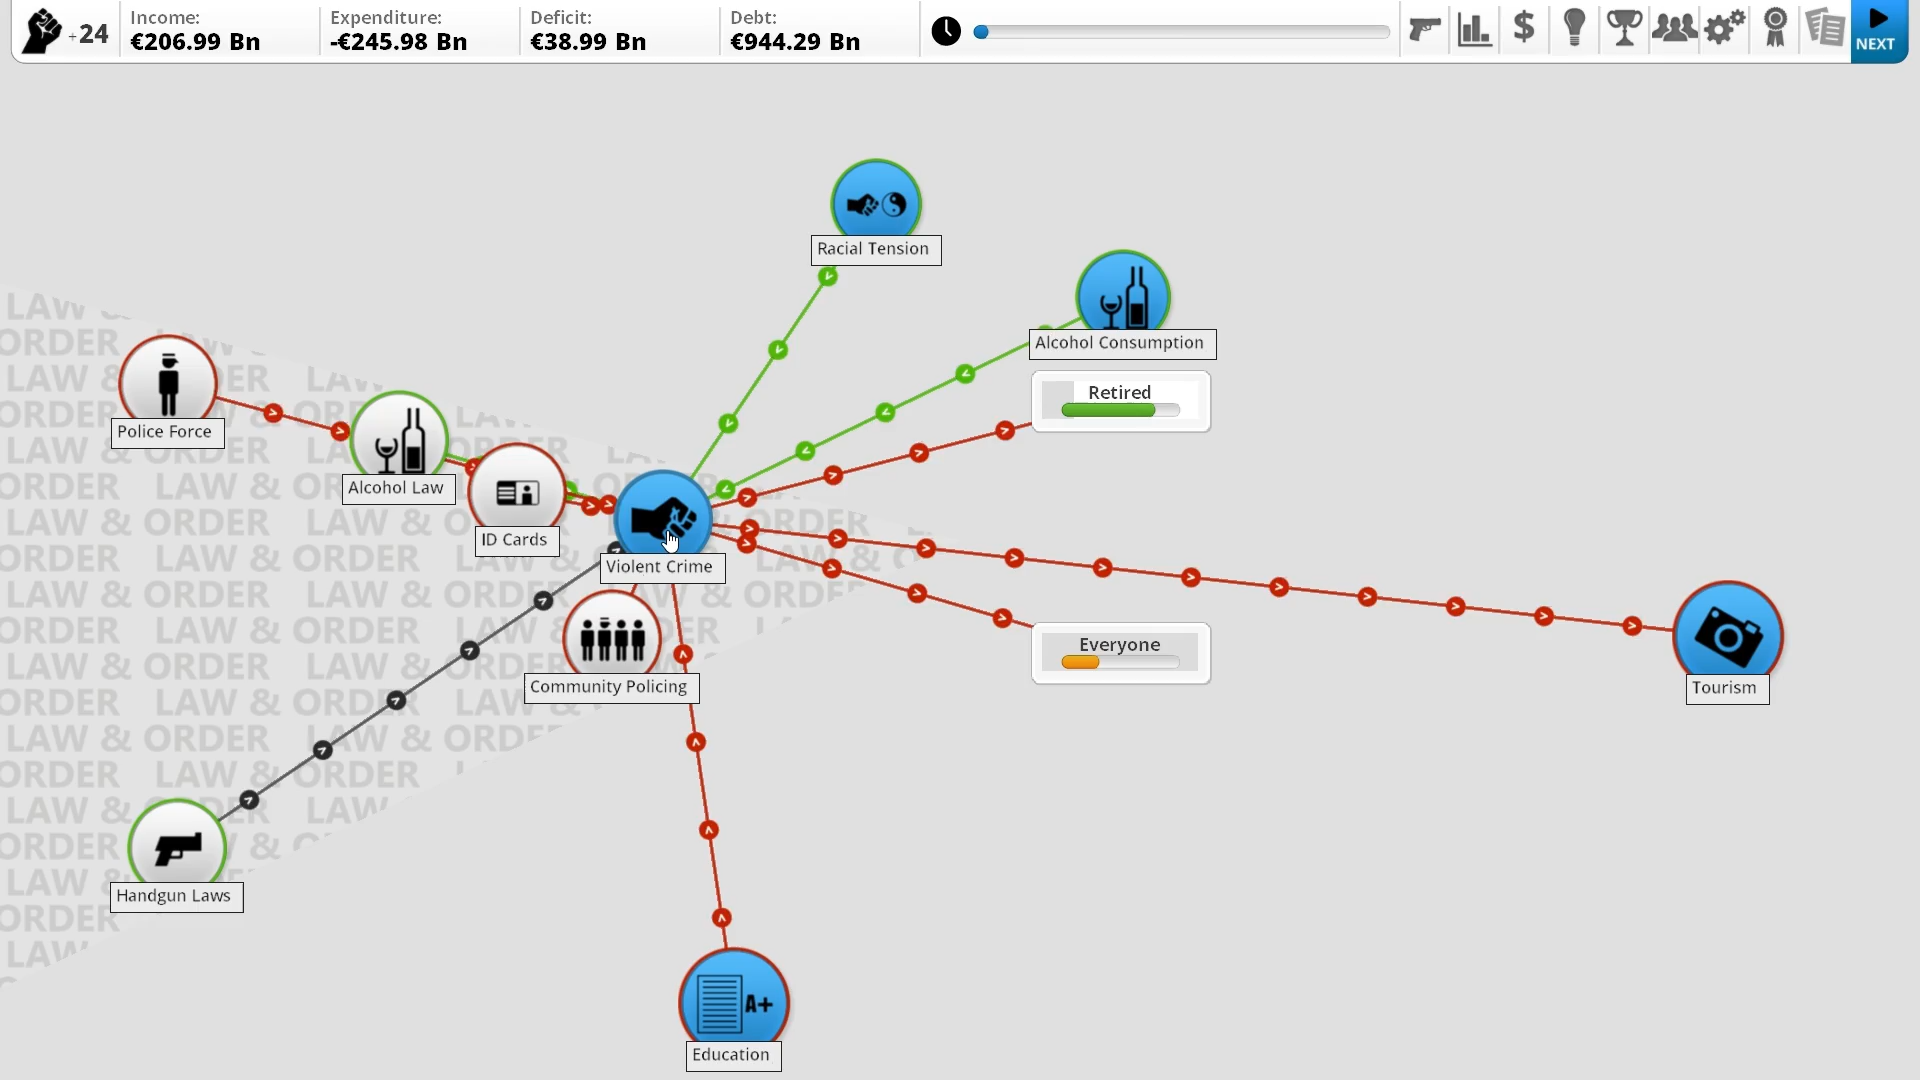 +24
Income:
€206.99 Bn
Expenditure:
-€245.98 Bn
Deficit:
€38.99 Bn
Debt:
€944.29 Bn
NEXT
Racial Tension
Alcohol Consumption
Retired
Police Force
Alcohol Law
ID Cards
Violent Crime
Everyone
Community Policing
Tourism
Handgun Laws
A+
Education
LAW & ORDER